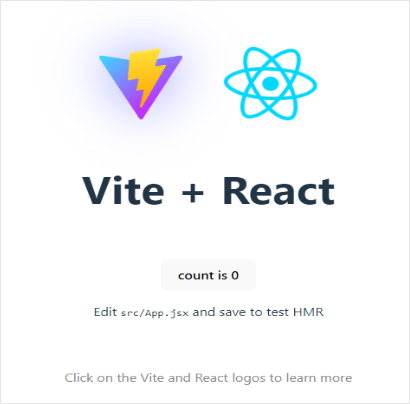 Vite + React
count is 0
Edit src/App.jsx and save to test HMR
Click on the Vite and React logos to learn more